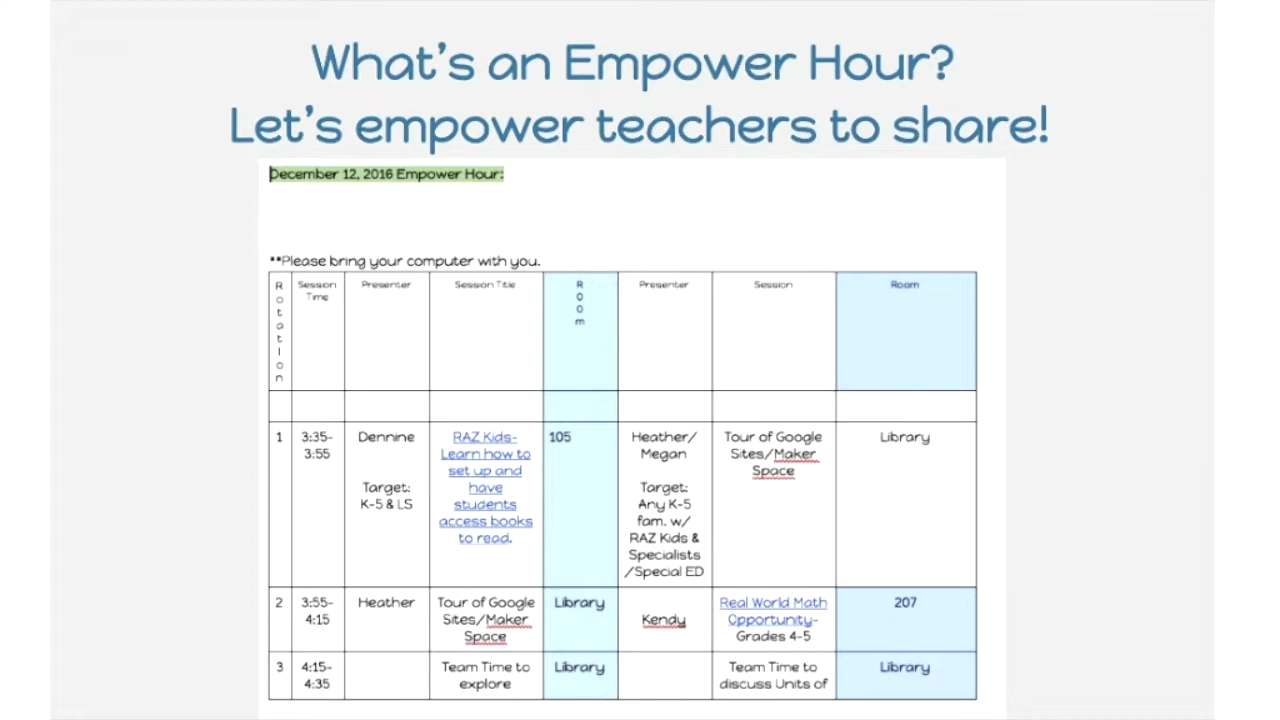 What's an Empower Hour?
Let's empower teachers to share!
December 12, 2016 Empower Hour:
**Please bring your computer with you.
Rotation
Session
Time
Presenter
Session Title
Room
Presenter
Session
Room
1
3:35-
3:55
Dennine
Target:
K-5 & LS
RAZ Kids-
Learn how to
set up and
have
students
access books
to read.
105
Heather/
Megan
Target:
Any K-5
fam. w/
RAZ Kids &
Specialists
/Special ED
Tour of Google
Sites/Maker
Space
Library
2
3:55-
4:15
Heather
Tour of Google
Sites/Maker
Space
Library
Kendy
Real World Math
Opportunity-
Grades 4-5
207
3
4:15-
4:35
Team Time to
explore
Library
Team Time to
discuss Units of
Library